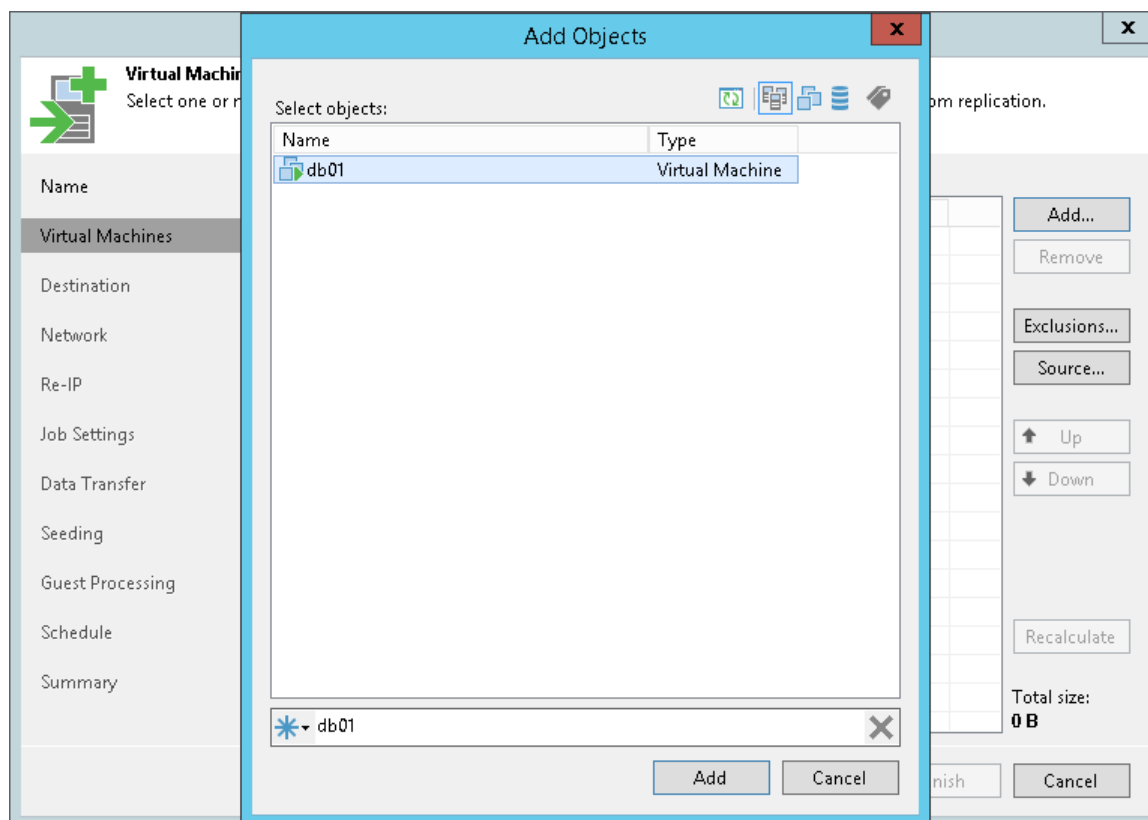 Add Objects
x
x
Virtual Machin
Select one or
om replication.
Select objects:
Name Type
db01 Virtual Machine
Name
Virtual Machines
Destination
Network
Re-IP
Job Settings
Data Transfer
Seeding
Guest Processing
Schedule
Summary
Add...
Remove
Exclusions...
Source...
Up
Down
Recalculate
Total size:
0 B
db01
Add Cancel
nish Cancel